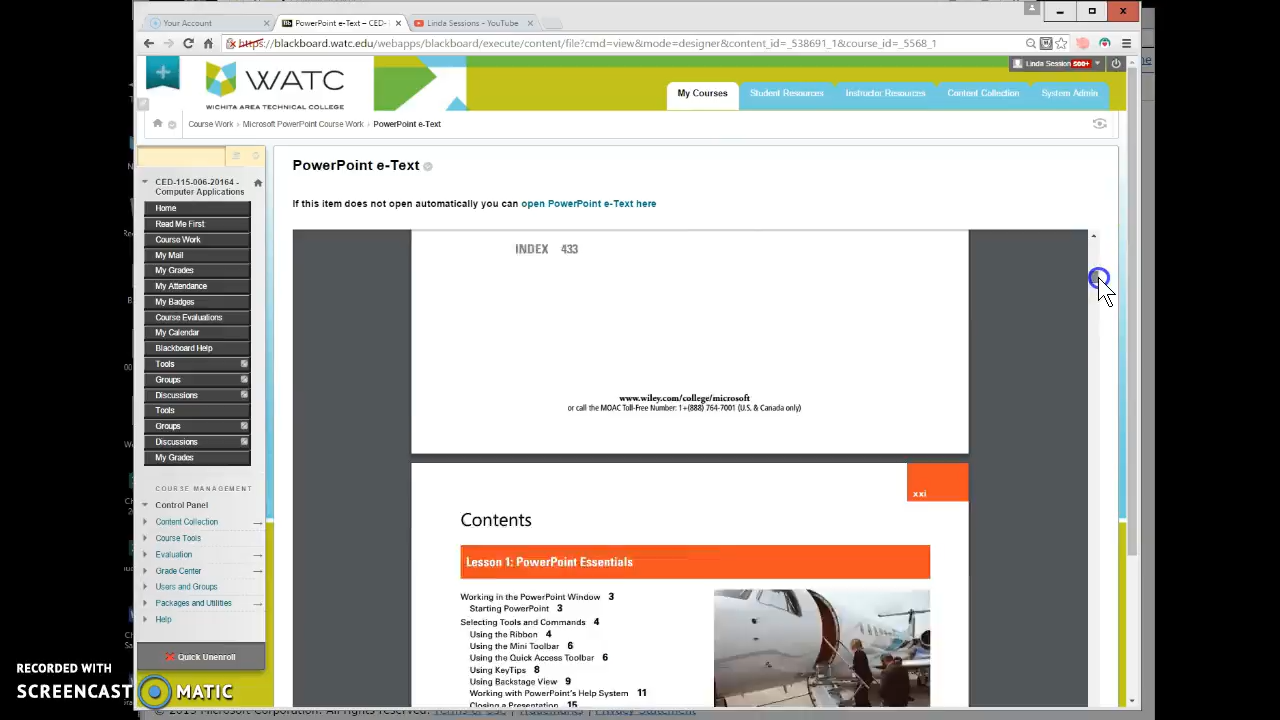 Your Account
PowerPoint e-Text – CED-
Linda Sessions - YouTube
https://blackboard.watc.edu/webapps/blackboard/execute/content/file?cmd=view&mode=designer&content_id=_538691_1&course_id=_5568_1
WATC
WICHITA AREA TECHNICAL COLLEGE
Linda Session 500+
My Courses
Student Resources
Instructor Resources
Content Collection
System Admin
Course Work > Microsoft PowerPoint Course Work > PowerPoint e-Text
CED-115-006-20164 -
Computer Applications
Home
Read Me First
Course Work
My Mail
My Grades
My Attendance
My Badges
Course Evaluations
My Calendar
Blackboard Help
Tools
Groups
Discussions
Tools
Groups
Discussions
My Grades
COURSE MANAGEMENT
Control Panel
Content Collection
Course Tools
Evaluation
Grade Center
Users and Groups
Packages and Utilities
Help
Quick Unenroll
PowerPoint e-Text
If this item does not open automatically you can open PowerPoint e-Text here
INDEX 433
www.wiley.com/college/microsoft
or call the MOAC Toll-Free Number: 1+(888) 764-7001 (U.S. & Canada only)
xxi
Contents
Lesson 1: PowerPoint Essentials
Working in the PowerPoint Window 3
Starting PowerPoint 3
Selecting Tools and Commands 4
Using the Ribbon 4
Using the Mini Toolbar 6
Using the Quick Access Toolbar 6
Using KeyTips 8
Using Backstage View 9
Working with PowerPoint's Help System 11
Closing a Presentation 15
RECORDED WITH
SCREENCAST MATIC